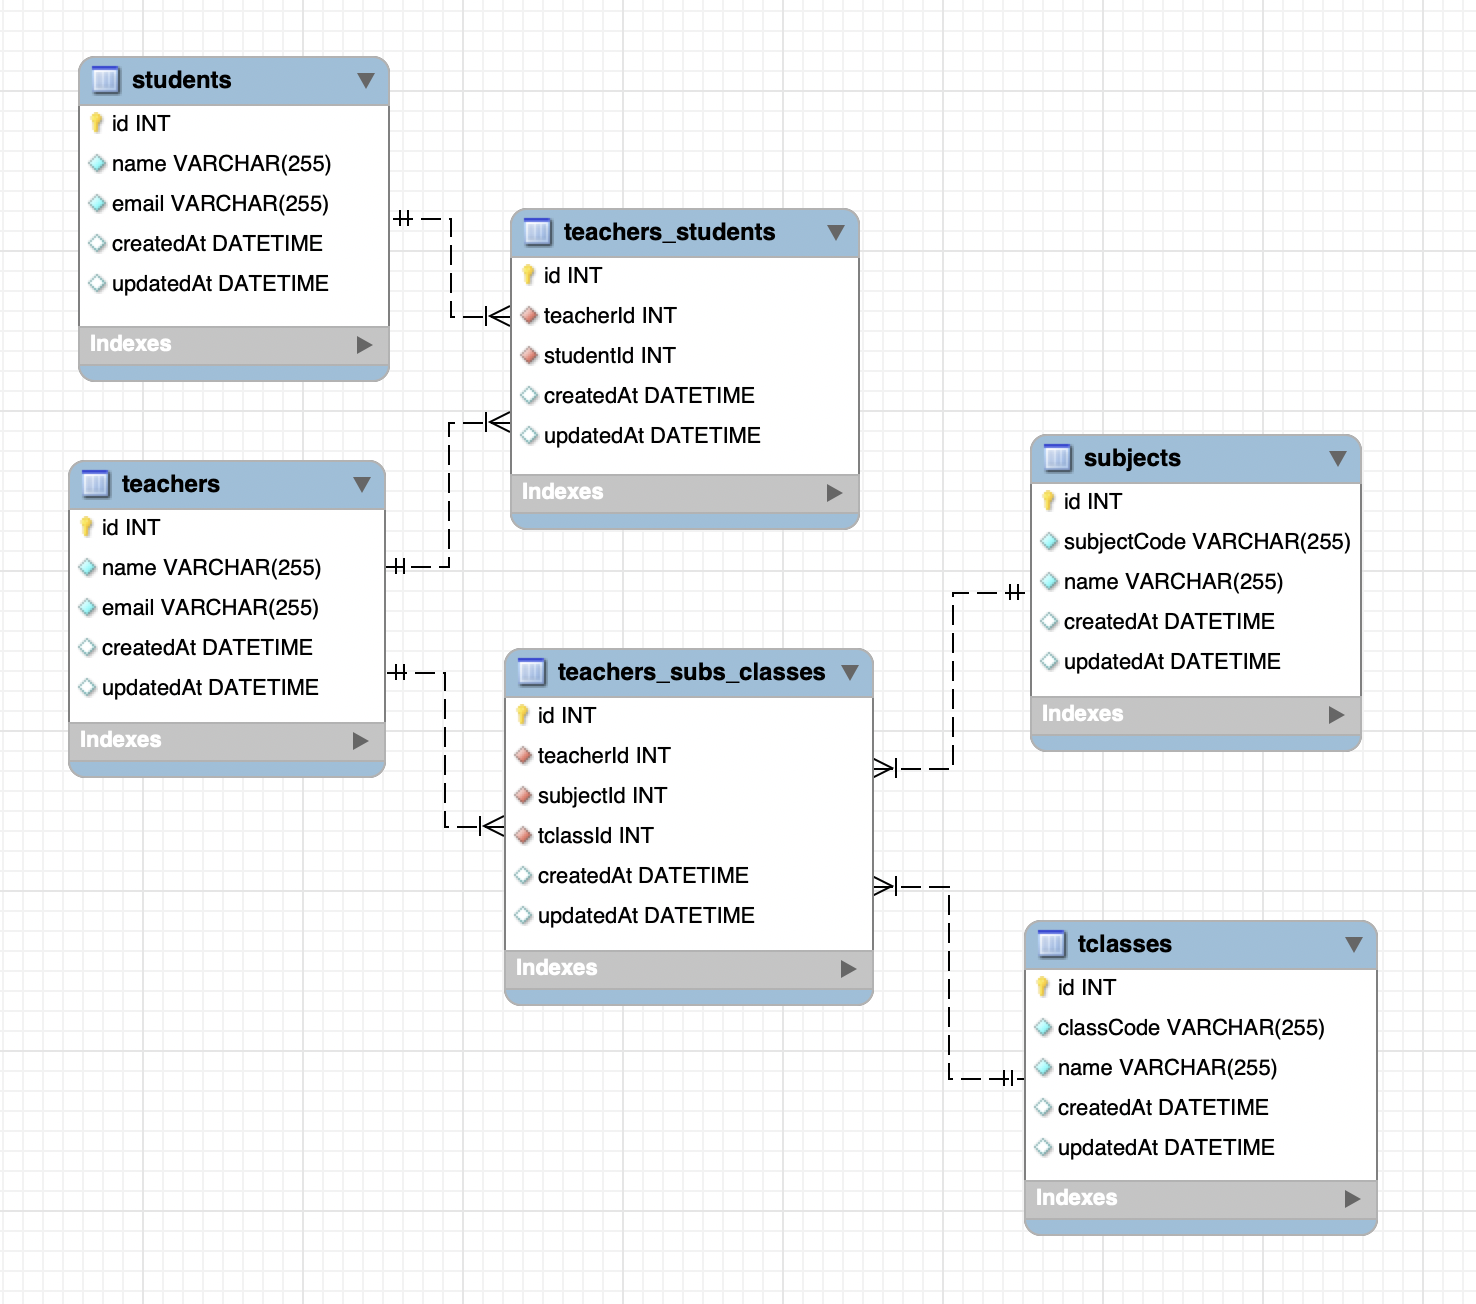 students
id INT
name VARCHAR(255)
email VARCHAR(255)
createdAt DATETIME
updatedAt DATETIME
Indexes
teachers_students
id INT
teacherId INT
studentId INT
createdAt DATETIME
updatedAt DATETIME
Indexes
teachers
id INT
name VARCHAR(255)
email VARCHAR(255)
createdAt DATETIME
updatedAt DATETIME
Indexes
subjects
id INT
subjectCode VARCHAR(255)
name VARCHAR(255)
createdAt DATETIME
updatedAt DATETIME
Indexes
teachers_subs_classes
id INT
teacherId INT
subjectId INT
tclassId INT
createdAt DATETIME
updatedAt DATETIME
Indexes
tclasses
id INT
classCode VARCHAR(255)
name VARCHAR(255)
createdAt DATETIME
updatedAt DATETIME
Indexes